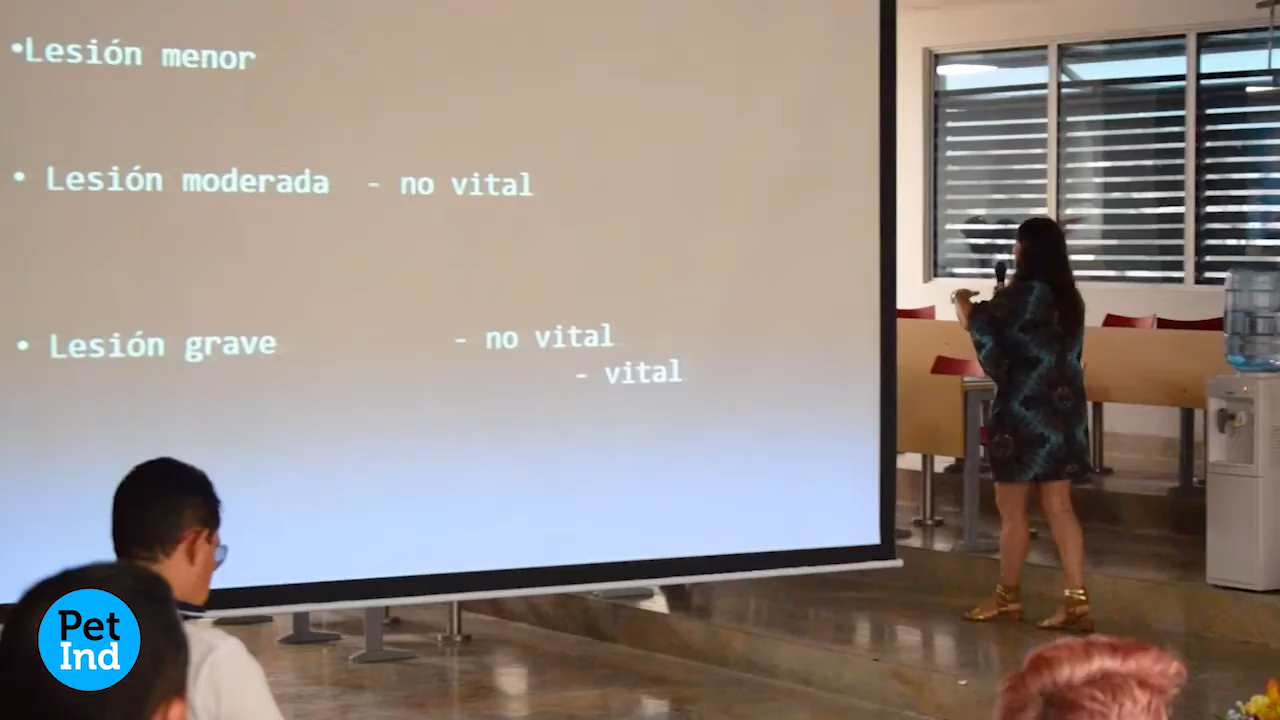 •Lesión menor
• Lesión moderada - no vital
• Lesión grave - no vital
- vital
Pet
Ind